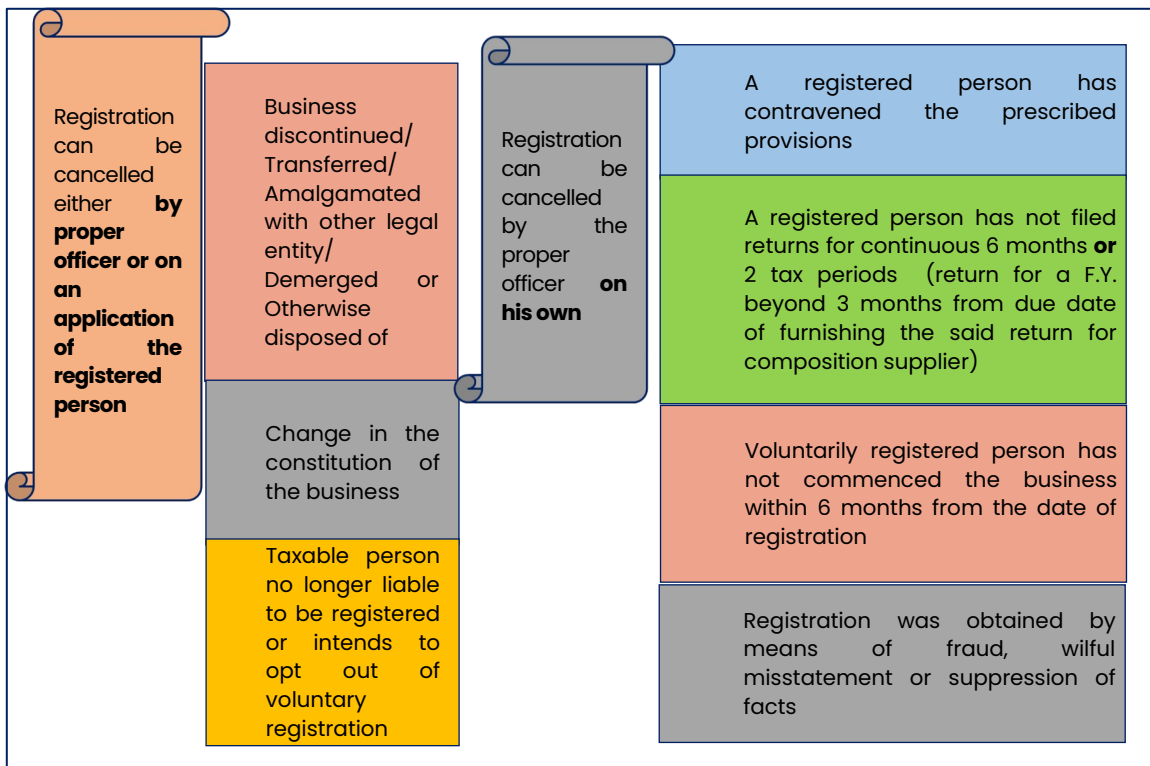 Registration
can be
cancelled
either by
proper
officer or on
an
application
of the
registered
person
Business
discontinued/
Transferred/
Amalgamated
with other legal
entity/
Demerged or
Otherwise
disposed of
Change in the
constitution of
the business
Taxable person
no longer liable
to be registered
or intends to
opt out of
voluntary
registration
Registration
can be
cancelled
by the
proper
officer on
his own
A registered person has
contravened the prescribed
provisions
A registered person has not filed
returns for continuous 6 months or
2 tax periods (return for a F.Y.
beyond 3 months from due date
of furnishing the said return for
composition supplier)
Voluntarily registered person has
not commenced the business
within 6 months from the date of
registration
Registration was obtained by
means of fraud, wilful
misstatement or suppression of
facts